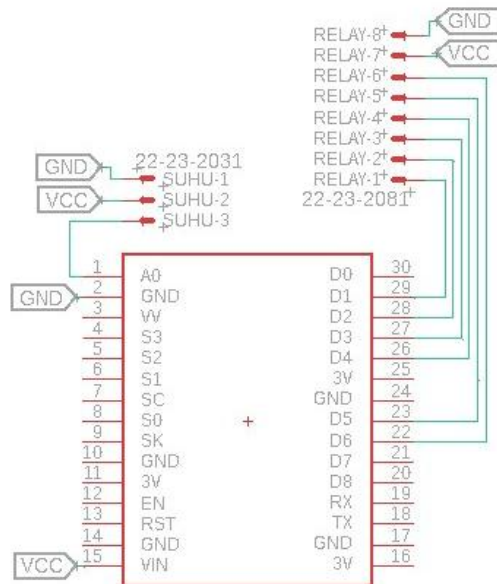 RELAY-8 GND
RELAY-7 VCC
RELAY-6
RELAY-5
RELAY-4
RELAY-3
RELAY-2
RELAY-1
22-23-2081
22-23-2031
GND SUHU-1
VCC SUHU-2
SUHU-3
1 A0 D0 30
GND 2 GND D1 29
3 VV D2 28
4 S3 D3 27
5 S2 D4 26
6 S1 3V 25
7 SC GND 24
8 S0 D5 23
9 SK D6 22
10 GND D7 21
11 3V D8 20
12 EN RX 19
13 RST TX 18
14 GND GND 17
VCC 15 VIN 3V 16